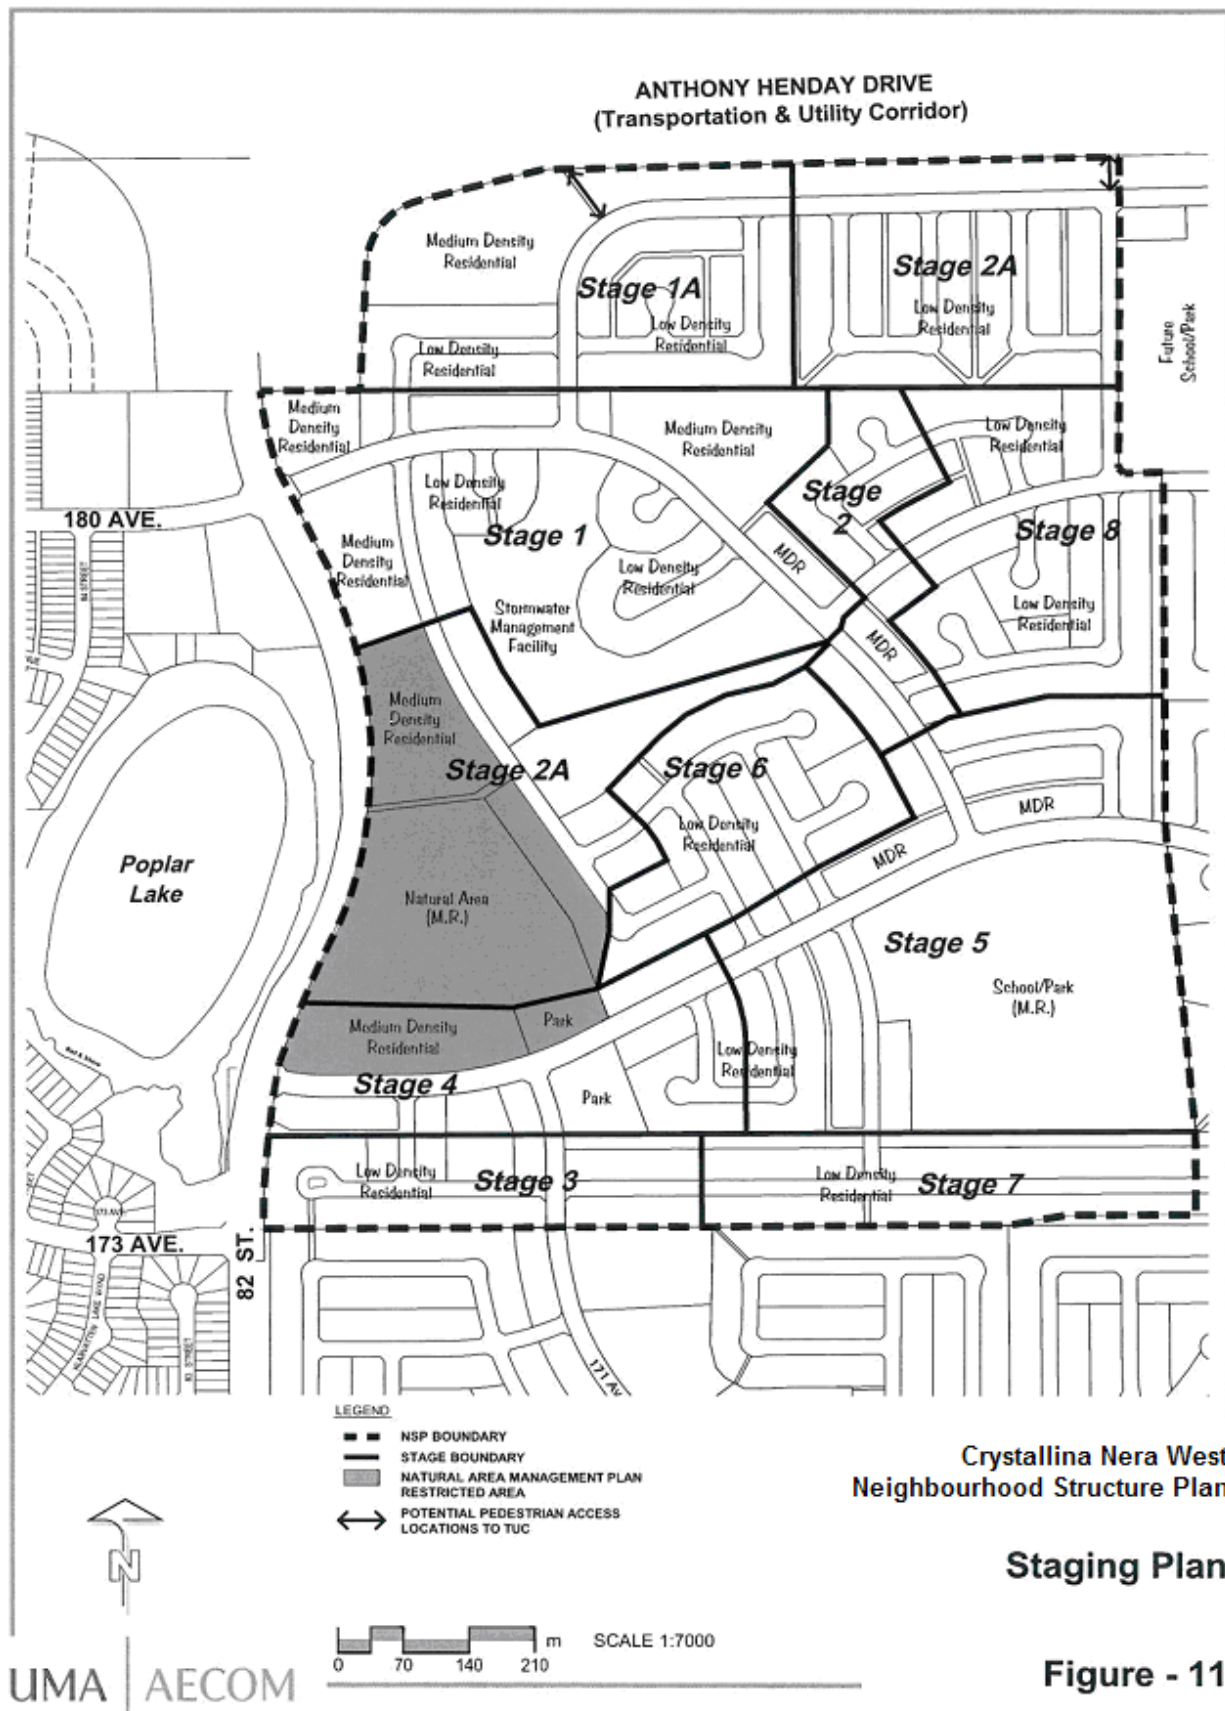 ANTHONY HENDAY DRIVE
(Transportation & Utility Corridor)
Medium Density
Residential
Stage 1A
Low Density
Residential
Low Density
Residential
Stage 2A
Low Density
Residential
Future
School/Park
Medium
Density
Residential
Medium Density
Residential
Low Density
Residential
Low Density
Residential
Stage
2
Stage 1
180 AVE.
Medium
Density
Residential
Low Density
Residential
MDR
Stage 8
Low Density
Residential
Stormwater
Management
Facility
MDR
Medium
Density
Residential
Stage 2A
Stage 6
Low Density
Residential
MDR
MDR
Poplar
Lake
Natural Area
(M.R.)
Stage 5
School/Park
(M.R.)
Medium Density
Residential
Park
Low Density
Residential
Stage 4
Park
Low Density
Residential
Stage 3
Low Density
Residential
Stage 7
173 AVE.
82 ST.
KLARVATTEN LAKE WYND
83 STREET
171 AV
LEGEND
NSP BOUNDARY
STAGE BOUNDARY
NATURAL AREA MANAGEMENT PLAN
RESTRICTED AREA
POTENTIAL PEDESTRIAN ACCESS
LOCATIONS TO TUC
Crystallina Nera West
Neighbourhood Structure Plan
Staging Plan
N
0 70 140 210
m
SCALE 1:7000
UMA | AECOM
Figure - 11